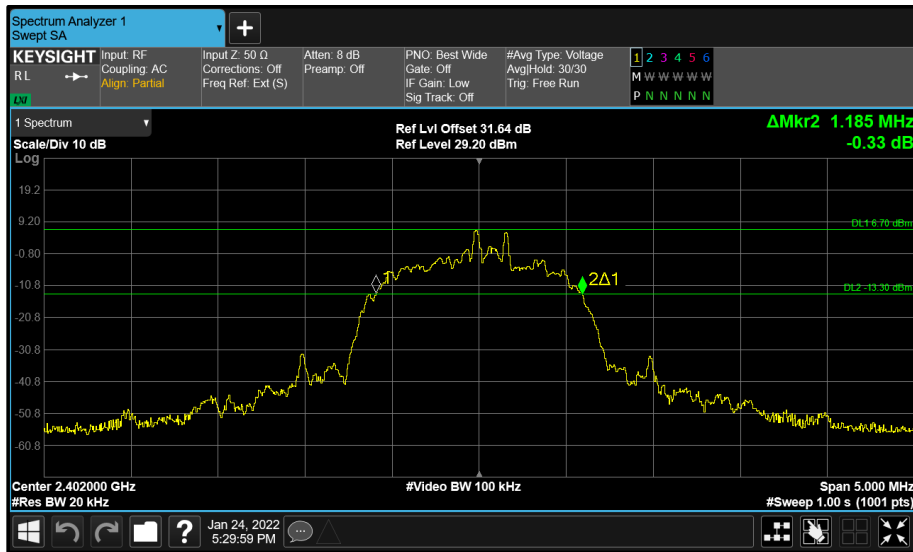 Spectrum Analyzer 1
Swept SA
KEYSIGHT
RL
LXI
Input: RF
Coupling: AC
Align: Partial
Input Z: 50 Ω
Corrections: Off
Freq Ref: Ext (S)
Atten: 8 dB
Preamp: Off
PNO: Best Wide
Gate: Off
IF Gain: Low
Sig Track: Off
#Avg Type: Voltage
Avg|Hold: 30/30
Trig: Free Run
1 2 3 4 5 6
M W W W W W
P N N N N N
1 Spectrum
Scale/Div 10 dB
Ref Lvl Offset 31.64 dB
Ref Level 29.20 dBm
ΔMkr2 1.185 MHz
-0.33 dB
Log
19.2
9.20
DL1 6.70 dBm
-0.80
-10.8
1
2Δ1
DL2 -13.30 dBm
-20.8
-30.8
-40.8
-50.8
-60.8
Center 2.402000 GHz
#Video BW 100 kHz
Span 5.000 MHz
#Res BW 20 kHz
#Sweep 1.00 s (1001 pts)
?
Jan 24, 2022
5:29:59 PM